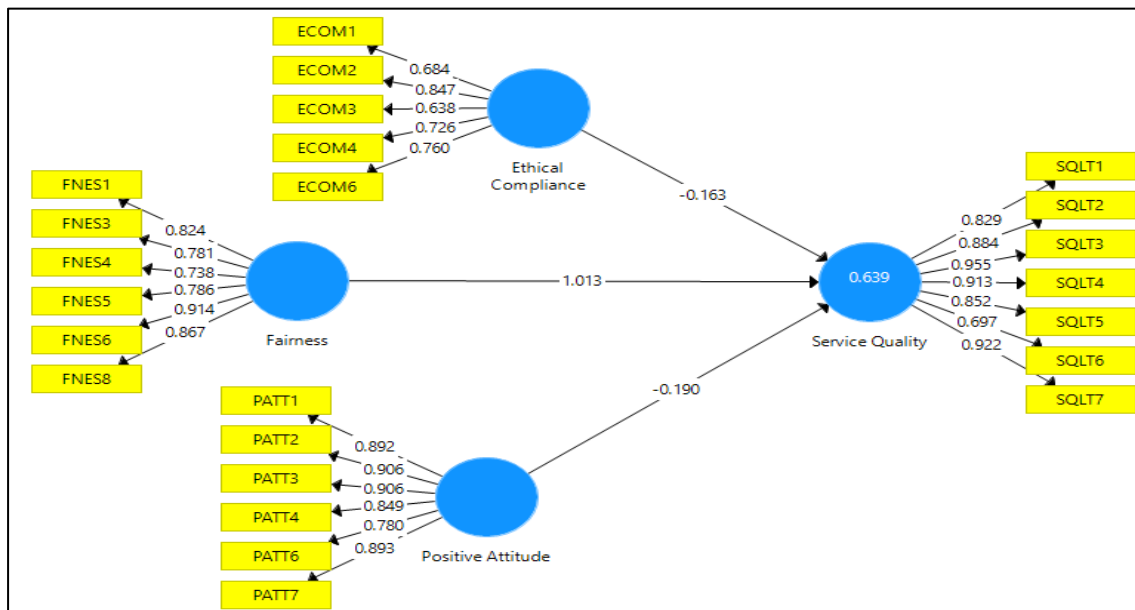 ECOM1
ECOM2
ECOM3
ECOM4
ECOM6
0.684
0.847
0.638
0.726
0.760
Ethical
Compliance
-0.163
FNES1
FNES3
FNES4
FNES5
FNES6
FNES8
0.824
0.781
0.738
0.786
0.914
0.867
Fairness
1.013
PATT1
PATT2
PATT3
PATT4
PATT6
PATT7
0.892
0.906
0.906
0.849
0.780
0.893
Positive Attitude
-0.190
0.639
Service Quality
0.829
0.884
0.955
0.913
0.852
0.697
0.922
SQLT1
SQLT2
SQLT3
SQLT4
SQLT5
SQLT6
SQLT7